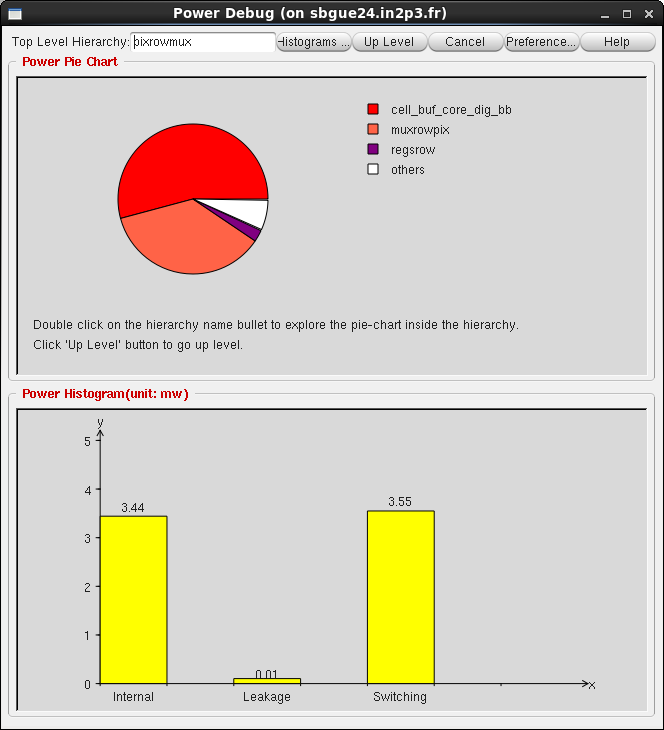 Power Debug (on sbgue24.in2p3.fr)
Top Level Hierarchy: pixrowmux Histograms ... Up Level Cancel Preference... Help
Power Pie Chart
cell_buf_core_dig_bb
muxrowpix
regsrow
others
Double click on the hierarchy name bullet to explore the pie-chart inside the hierarchy.
Click 'Up Level' button to go up level.
Power Histogram(unit: mw)
y
5
4
3
2
1
0
3.44
0.01
3.55
x
Internal Leakage Switching